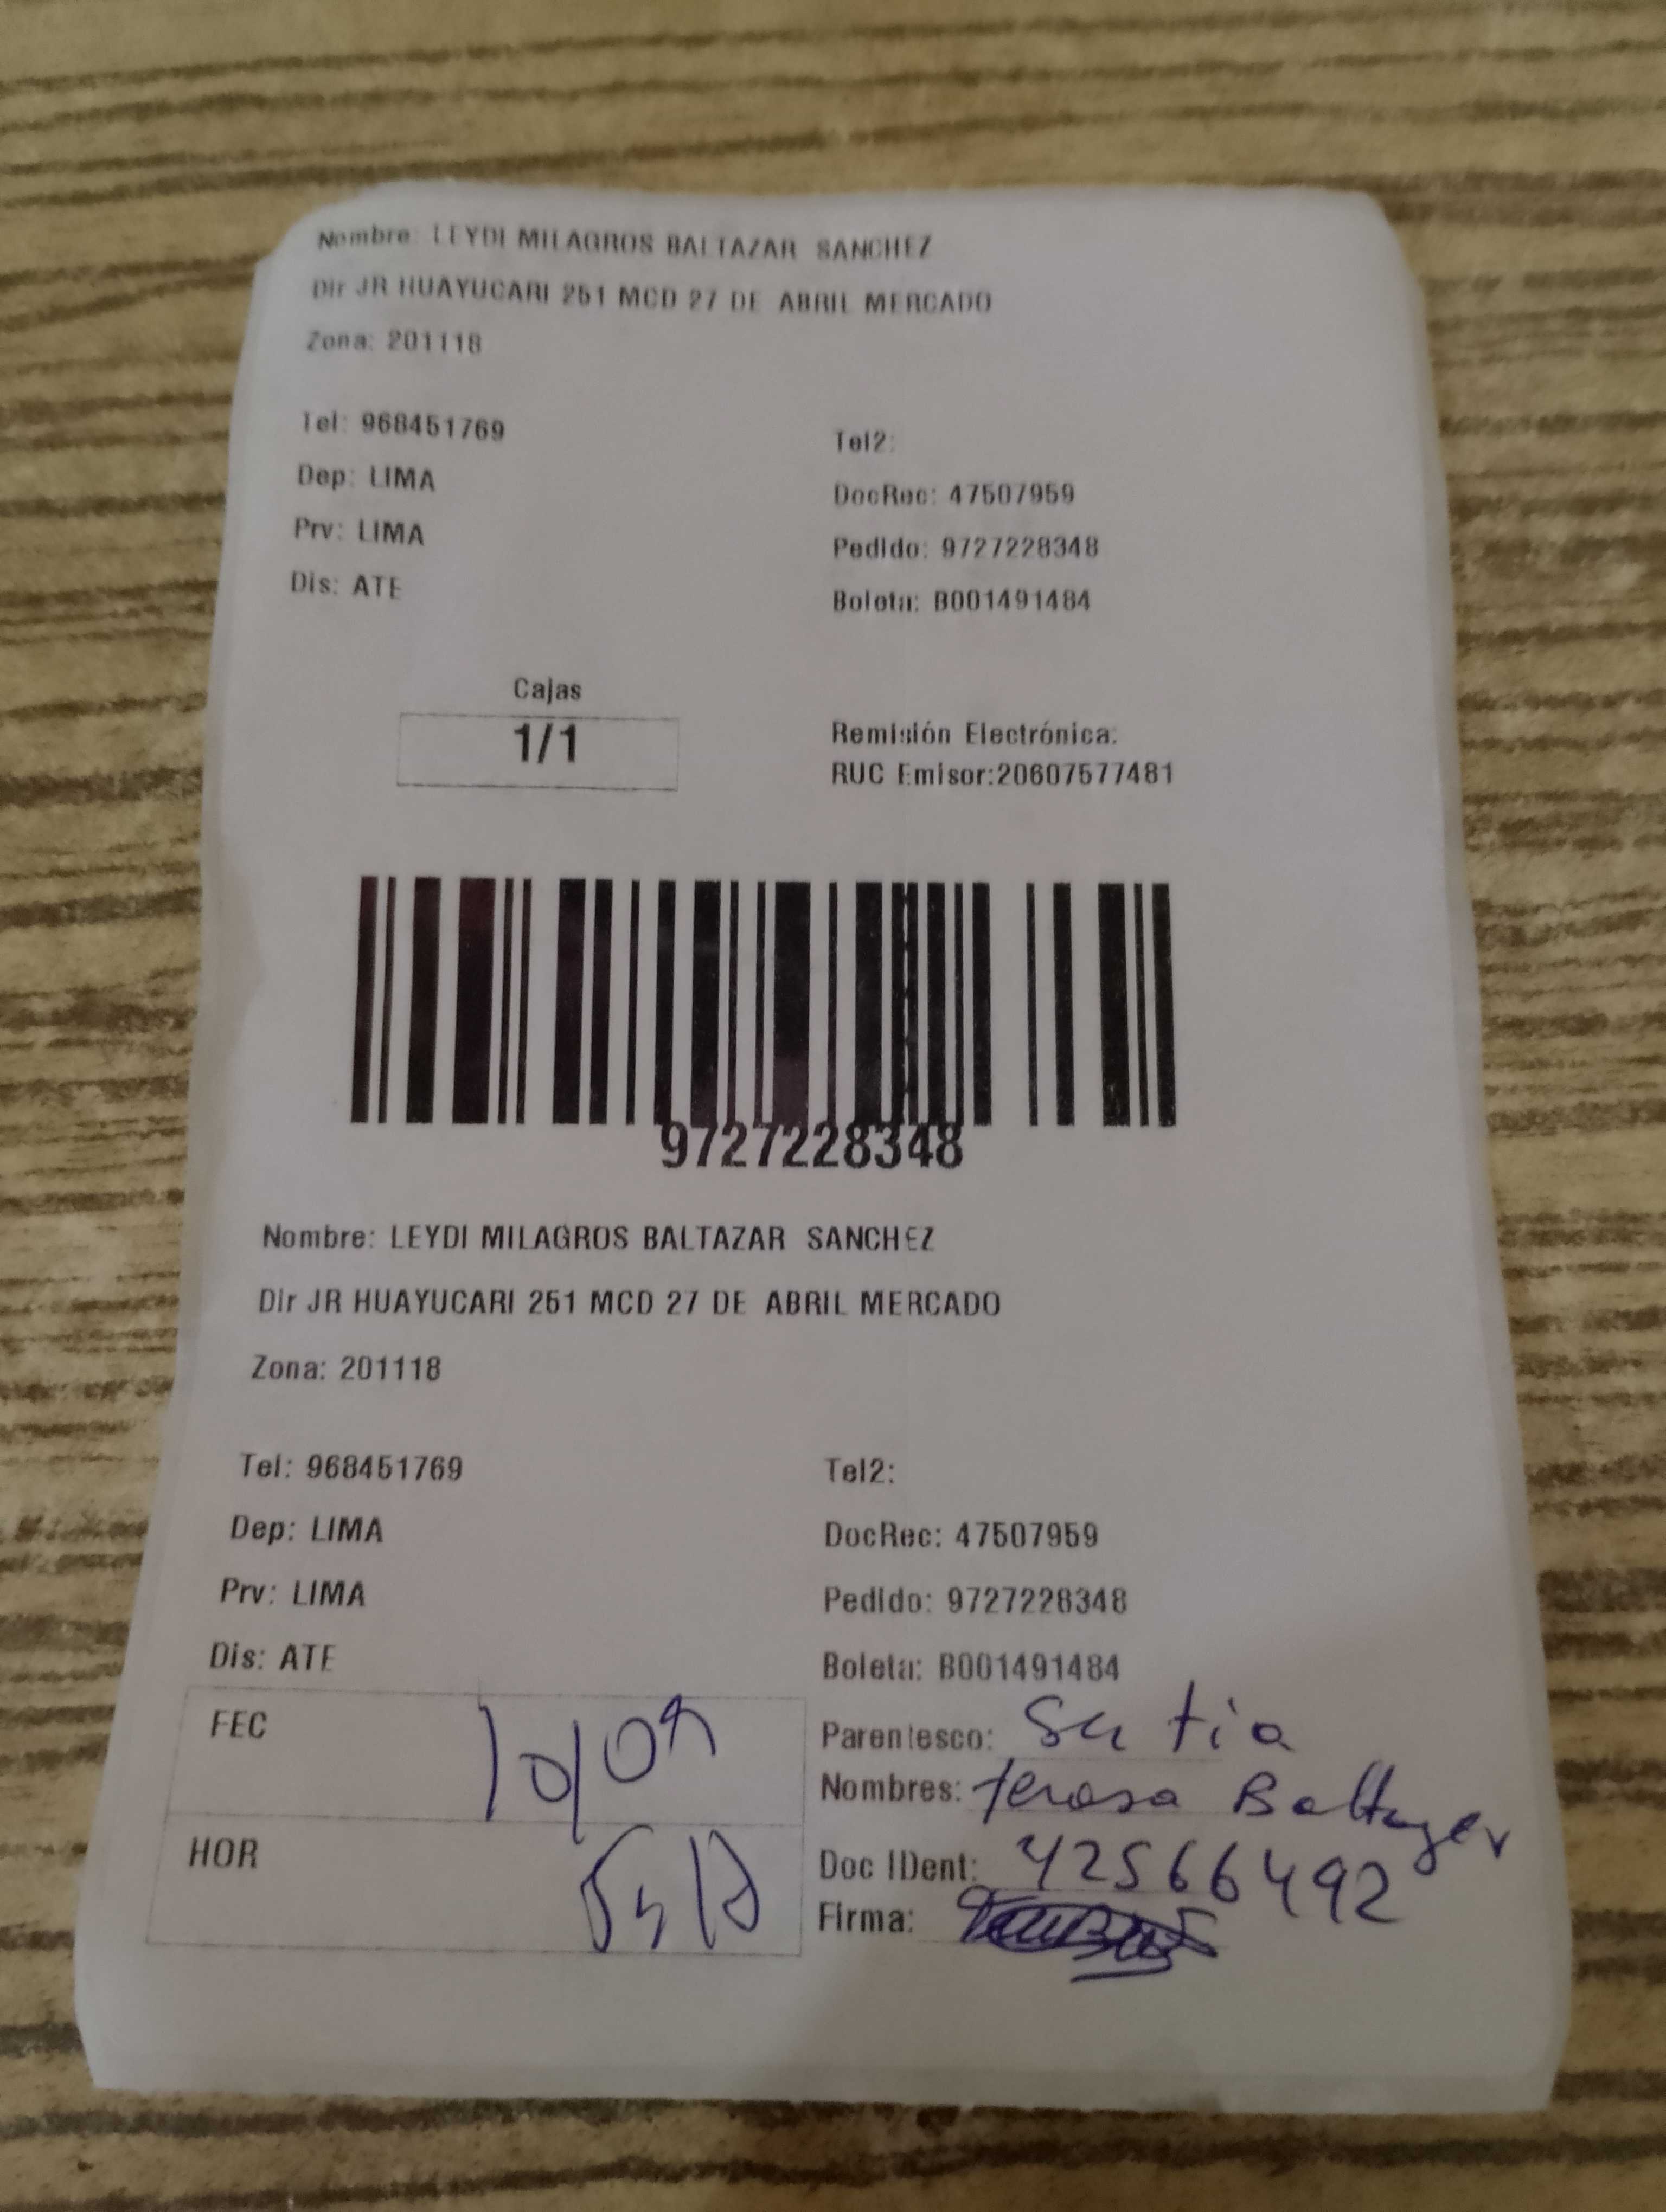 Nombre: LEYDI MILAGROS BALTAZAR SANCHEZ
Dir JR HUAYUCARI 251 MCD 27 DE ABRIL MERCADO
Zona: 201118
Tel: 968451769 Tel2:
Dep: LIMA DocRec: 47507959
Prv: LIMA Pedido: 9727228348
Dis: ATE Boleta: B001491484
Cajas
1/1
Remisión Electrónica:
RUC Emisor:20607577481
9727228348
Nombre: LEYDI MILAGROS BALTAZAR SANCHEZ
Dir JR HUAYUCARI 251 MCD 27 DE ABRIL MERCADO
Zona: 201118
Tel: 968451769 Tel2:
Dep: LIMA DocRec: 47507959
Prv: LIMA Pedido: 9727228348
Dis: ATE Boleta: B001491484
FEC
Parentesco: Su tia
Nombres: teresa Baltazar
HOR
Doc IDent: 42566492
Firma: